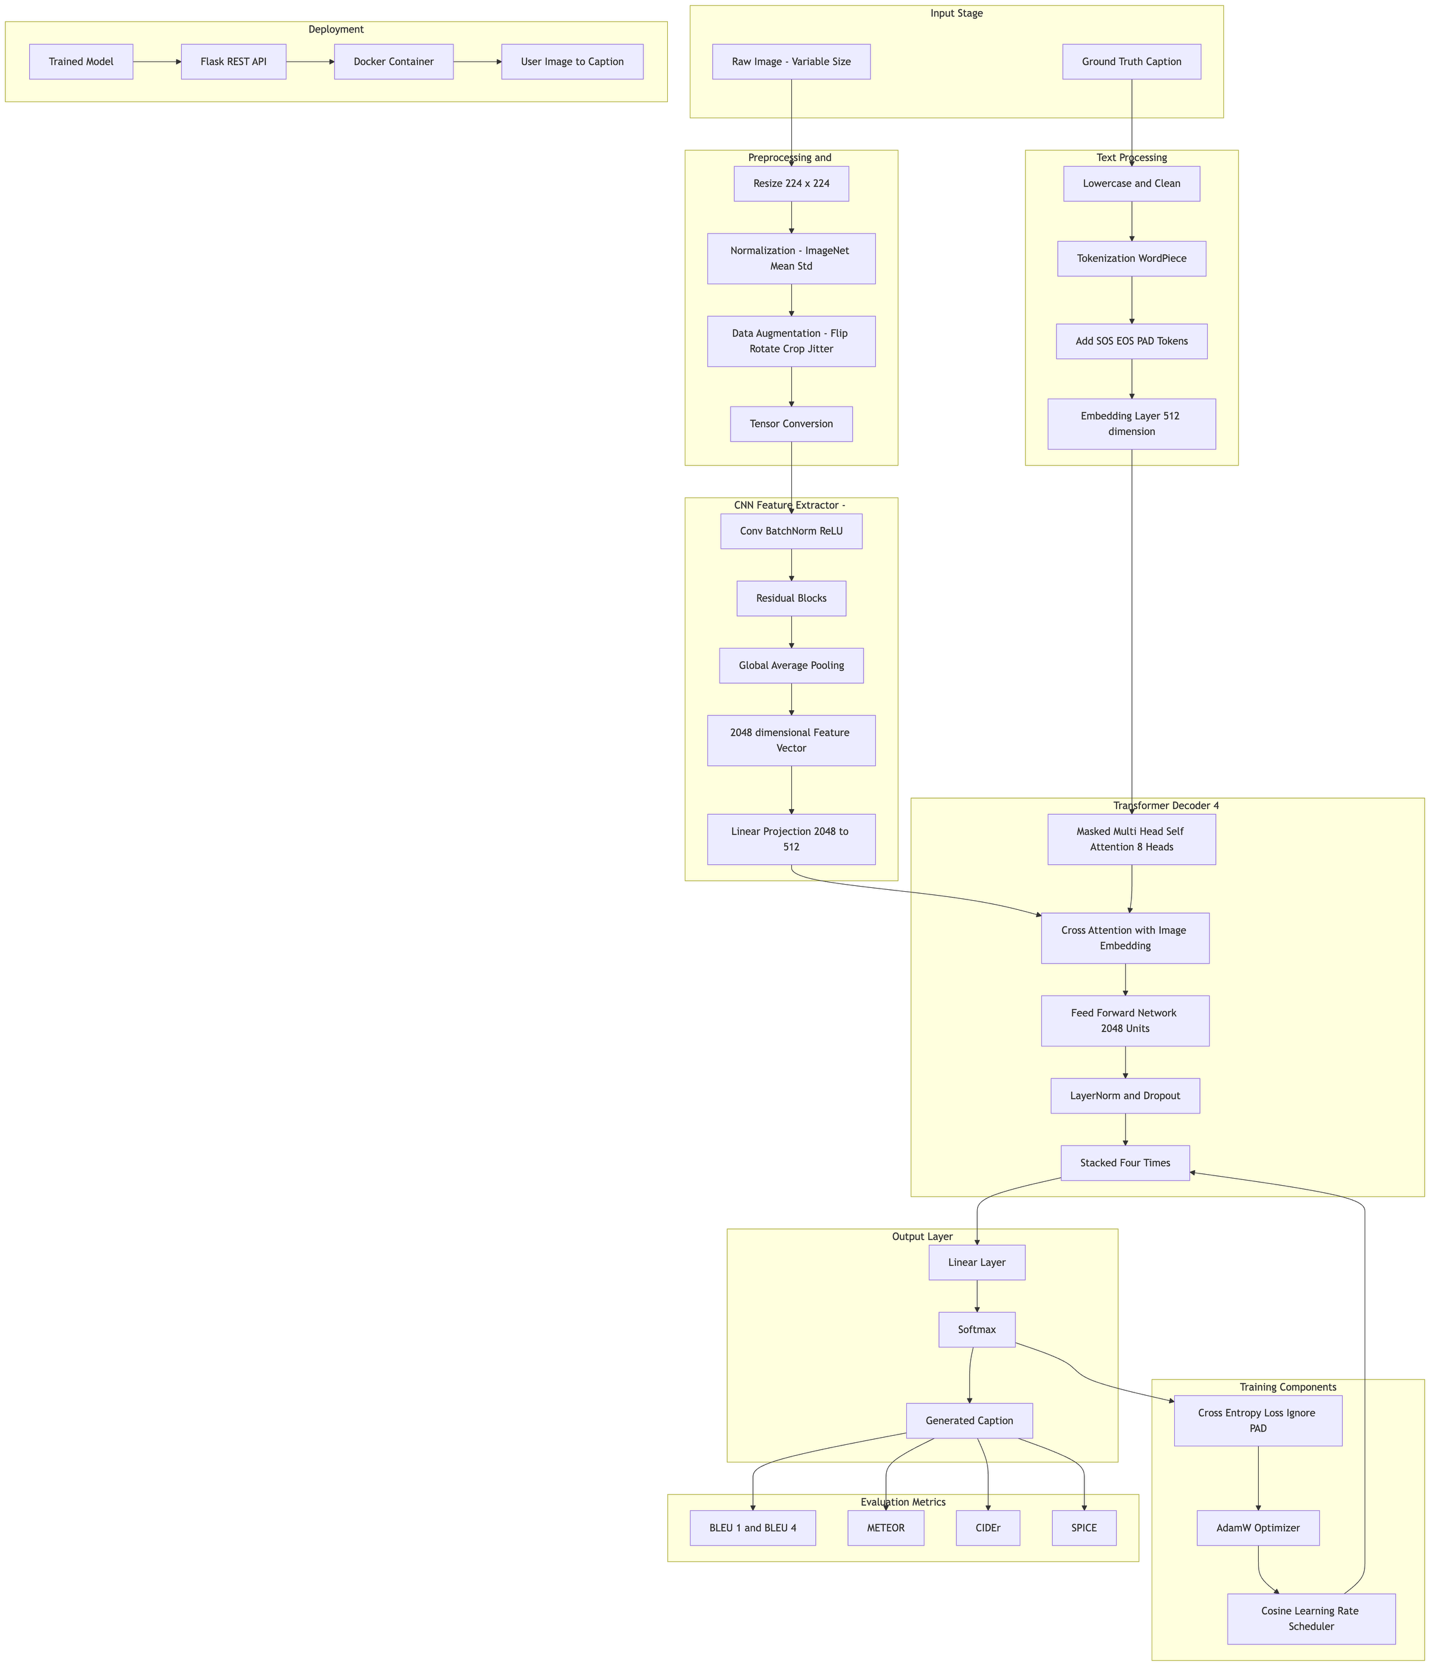 Deployment
Trained Model
Flask REST API
Docker Container
User Image to Caption
Input Stage
Raw Image - Variable Size
Ground Truth Caption
Preprocessing and
Resize 224 x 224
Normalization - ImageNet
Mean Std
Data Augmentation - Flip
Rotate Crop Jitter
Tensor Conversion
Text Processing
Lowercase and Clean
Tokenization WordPiece
Add SOS EOS PAD Tokens
Embedding Layer 512
dimension
CNN Feature Extractor -
Conv BatchNorm ReLU
Residual Blocks
Global Average Pooling
2048 dimensional Feature
Vector
Linear Projection 2048 to
512
Transformer Decoder 4
Masked Multi Head Self
Attention 8 Heads
Cross Attention with Image
Embedding
Feed Forward Network
2048 Units
LayerNorm and Dropout
Stacked Four Times
Output Layer
Linear Layer
Softmax
Generated Caption
Training Components
Cross Entropy Loss Ignore
PAD
AdamW Optimizer
Cosine Learning Rate
Scheduler
Evaluation Metrics
BLEU 1 and BLEU 4
METEOR
CIDEr
SPICE